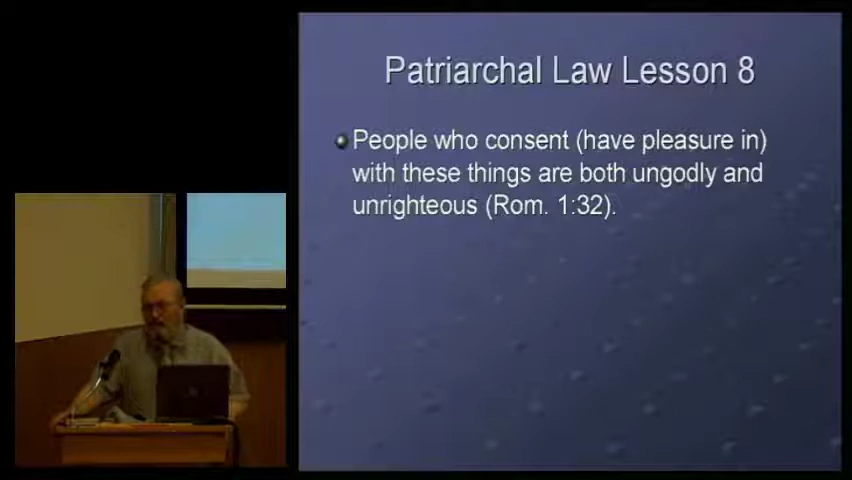 Patriarchal Law Lesson 8
People who consent (have pleasure in)
with these things are both ungodly and
unrighteous (Rom. 1:32).